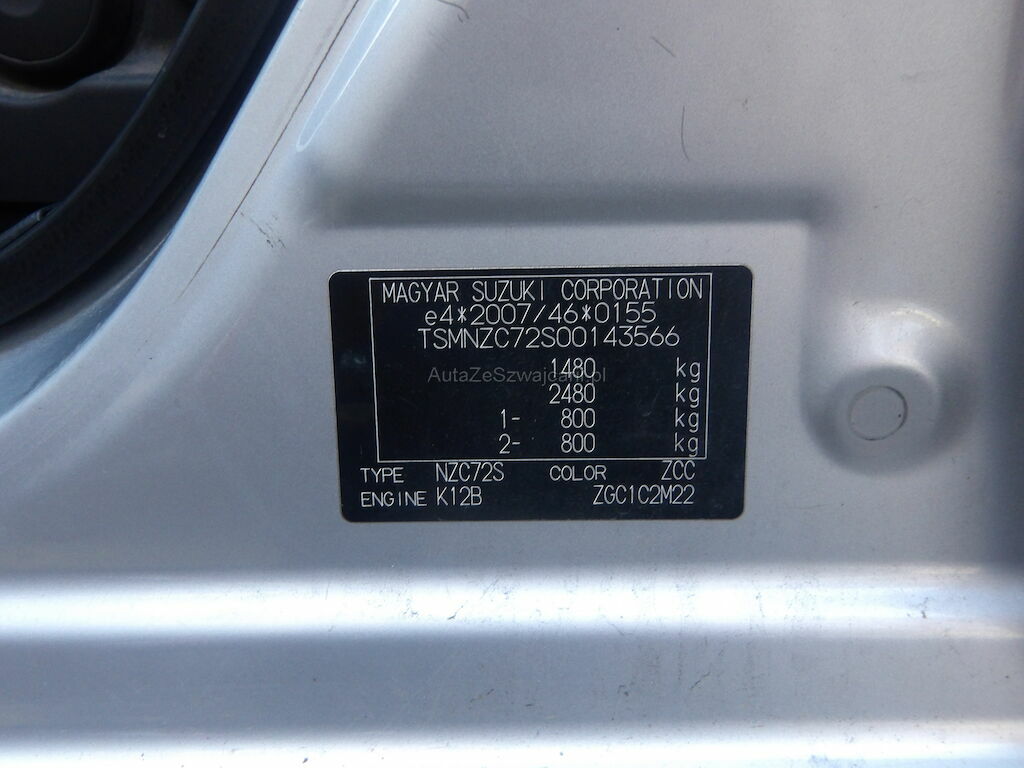 MAGYAR SUZUKI CORPORATION
e4*2007/46*0155
TSMNZC72S00143566
1480 kg
AutaZeSzwajcarii.pl
2480 kg
1- 800 kg
2- 800 kg
TYPE NZC72S COLOR ZCC
ENGINE K12B ZGC1C2M22